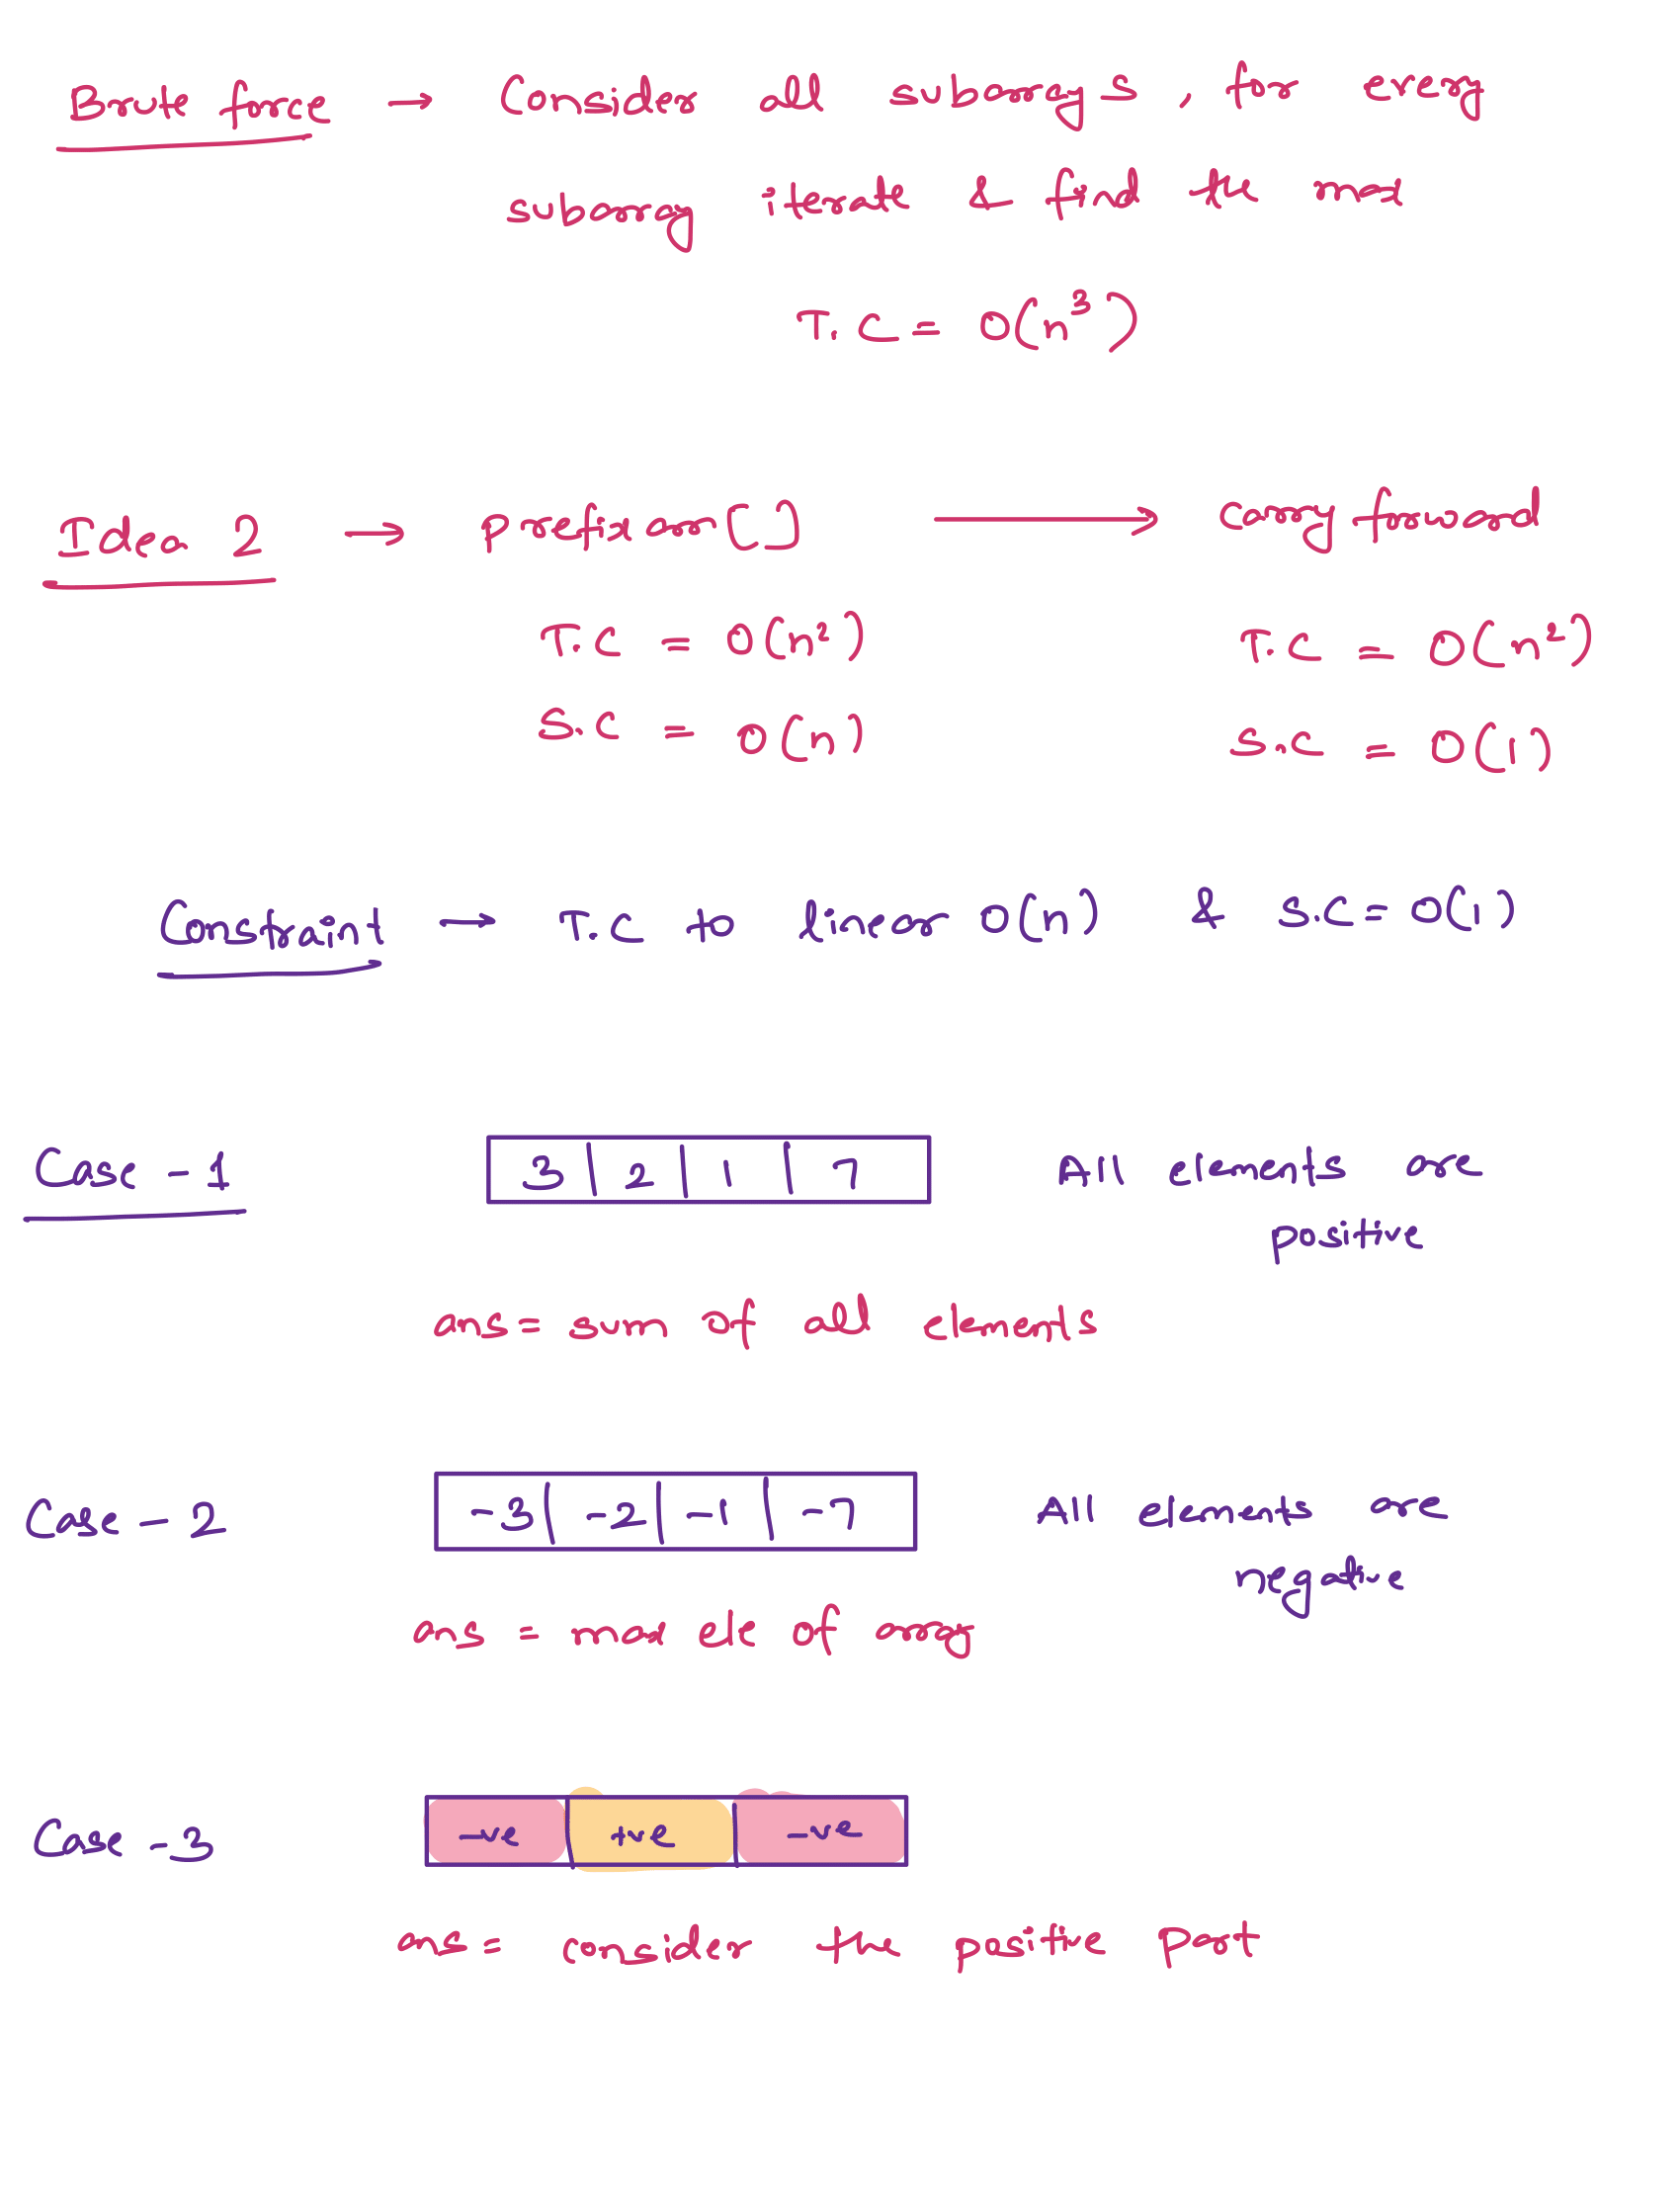 Brute force → Consider all subarrays, for every
subarray iterate & find the max
T.C = O(n³)
Idea 2 → Prefix arr[] → carry forward
T.C = O(n²) T.C = O(n²)
S.C = O(n) S.C = O(1)
Constraint → T.C to linear O(n) & S.C = O(1)
Case - 1 3 | 2 | 1 | 7 All elements are
positive
ans = sum of all elements
Case - 2 -3 | -2 | -1 | -7 All elements are
negative
ans = max ele of array
Case - 3 -ve +ve -ve
ans = consider the positive part